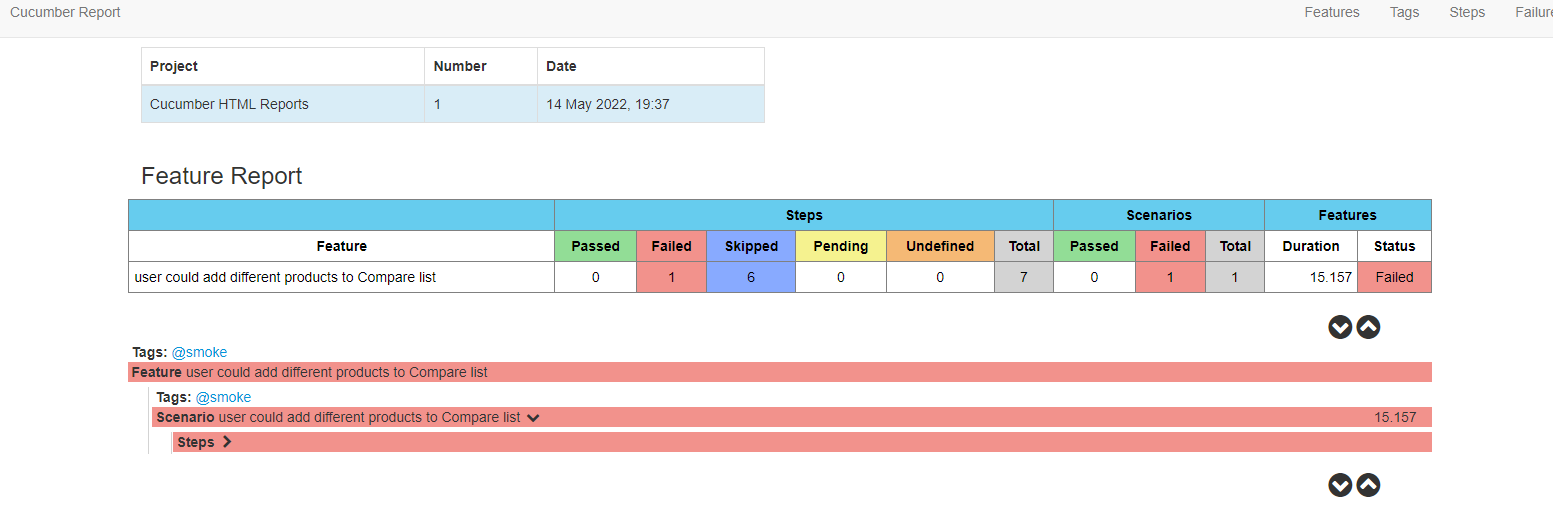 Cucumber Report Features Tags Steps Failure
Project Number Date
Cucumber HTML Reports 1 14 May 2022, 19:37
Feature Report
Steps Scenarios Features
Feature Passed Failed Skipped Pending Undefined Total Passed Failed Total Duration Status
user could add different products to Compare list 0 1 6 0 0 7 0 1 1 15.157 Failed
Tags: @smoke
Feature user could add different products to Compare list
Tags: @smoke
Scenario user could add different products to Compare list 15.157
Steps